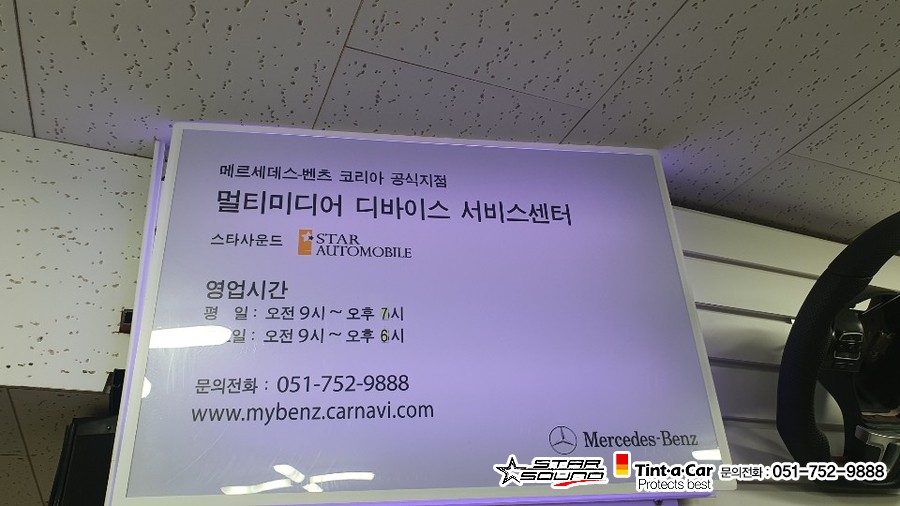 메르세데스-벤츠 코리아 공식지점
멀티미디어 디바이스 서비스센터
스타사운드 STAR AUTOMOBILE
영업시간
평 일 : 오전 9시 ~ 오후 7시
일 : 오전 9시 ~ 오후 6시
문의전화 : 051-752-9888
www.mybenz.carnavi.com
Mercedes-Benz
STAR SOUND
Tint-a-Car
Protects best
문의전화 : 051-752-9888